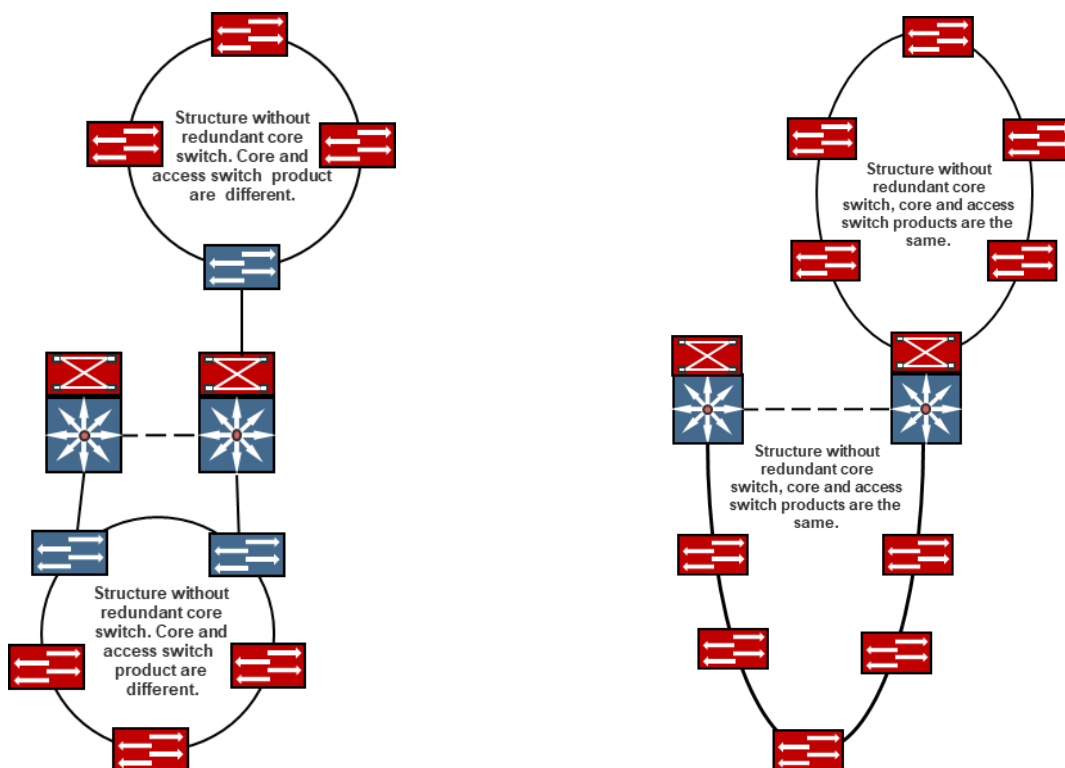 Structure without
redundant core
switch. Core and
access switch  product
are  different.
Structure without
redundant core
switch, core and access
switch products are the
same.
Structure without
redundant core
switch, core and access
switch products are the
same.
Structure without
redundant core
switch. Core and
access switch
product are
different.